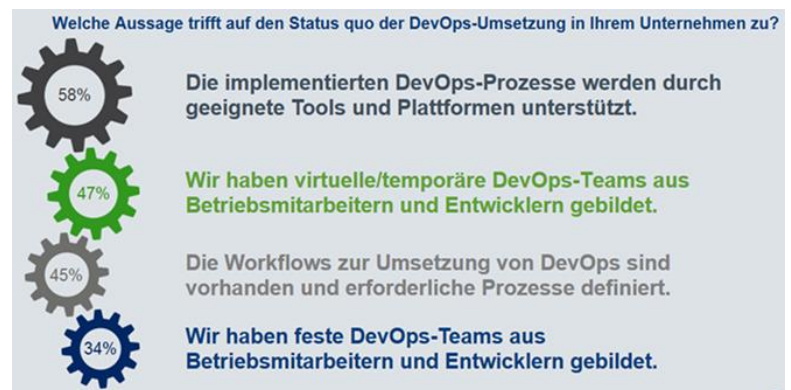 Welche Aussage trifft auf den Status quo der DevOps-Umsetzung in Ihrem Unternehmen zu?
58%
Die implementierten DevOps-Prozesse werden durch
geeignete Tools und Plattformen unterstützt.
47%
Wir haben virtuelle/temporäre DevOps-Teams aus
Betriebsmitarbeitern und Entwicklern gebildet.
45%
Die Workflows zur Umsetzung von DevOps sind
vorhanden und erforderliche Prozesse definiert.
34%
Wir haben feste DevOps-Teams aus
Betriebsmitarbeitern und Entwicklern gebildet.